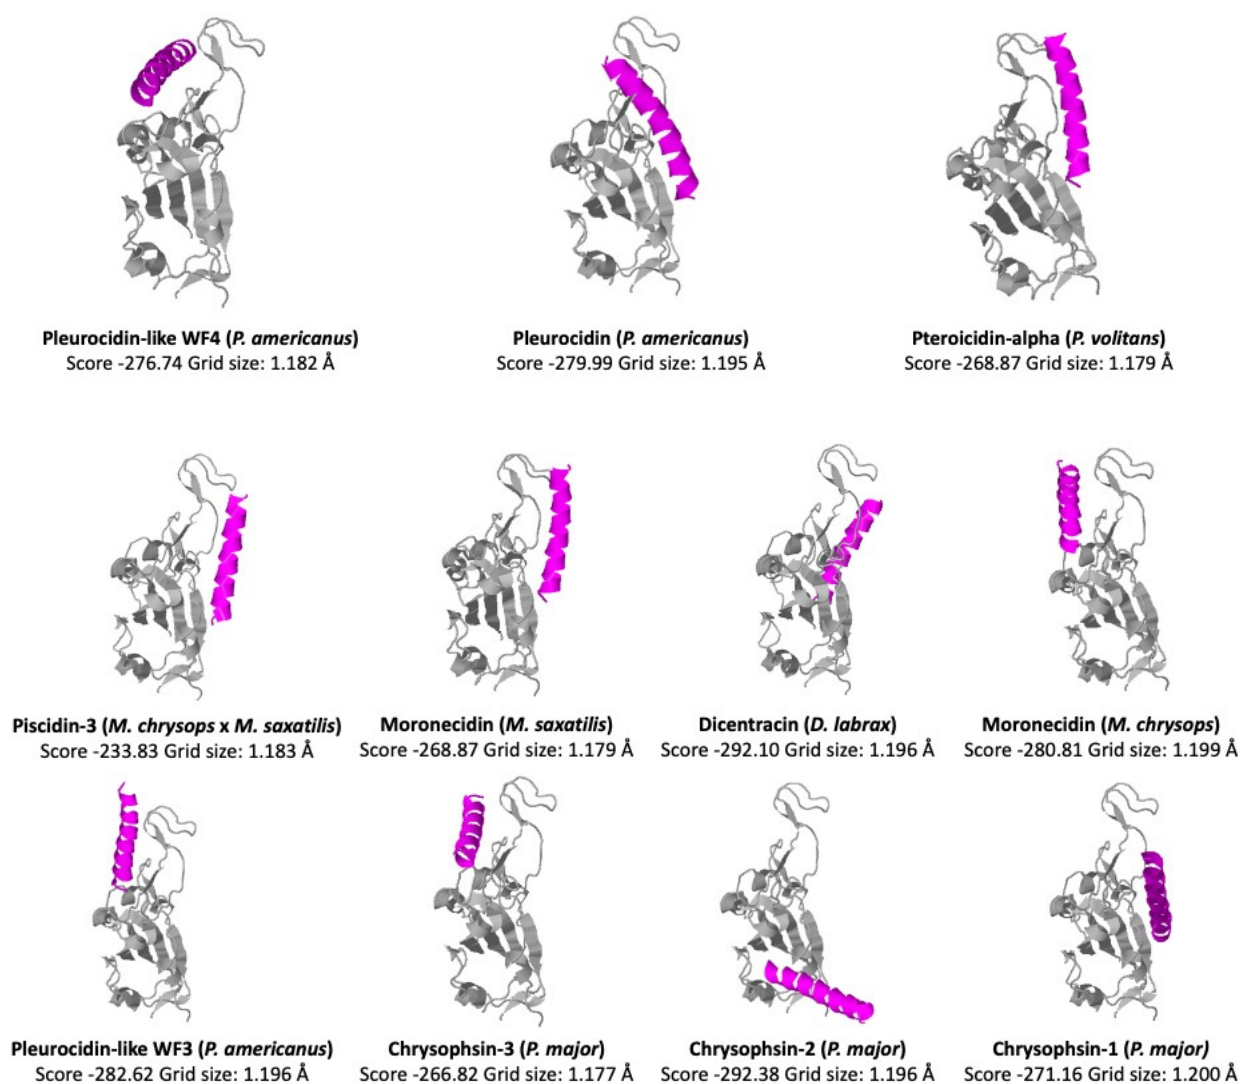 Pleurocidin-like WF4 (P. americanus) Pleurocidin (P. americanus) Pteroicidin-alpha (P. volitans)
Score -276.74 Grid size: 1.182 Å Score -279.99 Grid size: 1.195 Å Score -268.87 Grid size: 1.179 Å
Piscidin-3 (M. chrysops x M. saxatilis) Moronecidin (M. saxatilis) Dicentracin (D. labrax) Moronecidin (M. chrysops)
Score -233.83 Grid size: 1.183 Å Score -268.87 Grid size: 1.179 Å Score -292.10 Grid size: 1.196 Å Score -280.81 Grid size: 1.199 Å
Pleurocidin-like WF3 (P. americanus) Chrysophsin-3 (P. major) Chrysophsin-2 (P. major) Chrysophsin-1 (P. major)
Score -282.62 Grid size: 1.196 Å Score -266.82 Grid size: 1.177 Å Score -292.38 Grid size: 1.196 Å Score -271.16 Grid size: 1.200 Å